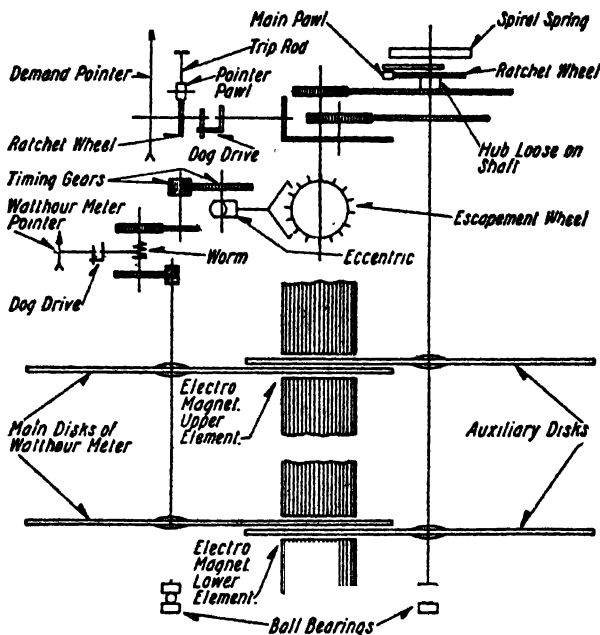 Main Pawl
Spiral Spring
Trip Rod
Demand Pointer
Pointer
Pawl
Ratchet Wheel
Ratchet Wheel
Dog Drive
Hub Loose on
Shaft
Timing Gears
Watthour Meter
Pointer
Escapement Wheel
Worm
Eccentric
Dog Drive
Electro
Magnet.
Upper
Element.
Main Disks of
Watthour Meter
Auxiliary Disks
Electro
Magnet
Lower
Element.
Ball Bearings